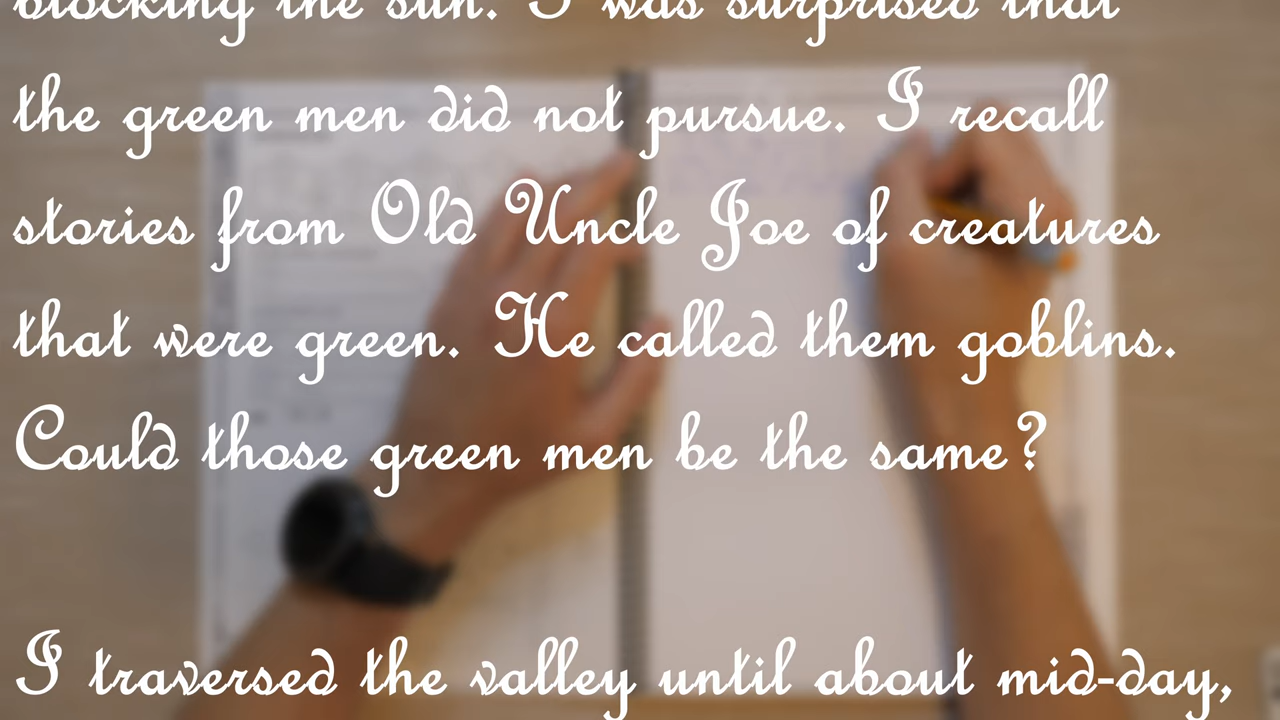 blocking the sun. I was surprised that
the green men did not pursue. I recall
stories from Old Uncle Joe of creatures
that were green. He called them goblins.
Could those green men be the same?
I traversed the valley until about mid-day,